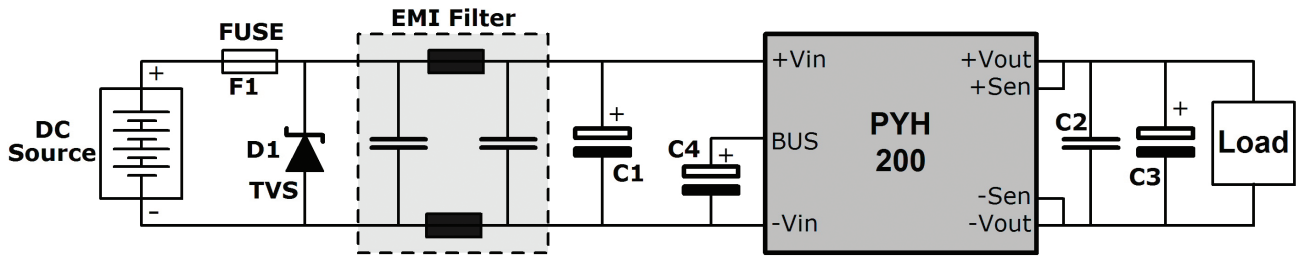 EMI Filter
FUSE
F1
+
-
DC
Source
D1
TVS
+
C1
C4
+
+Vin
BUS
-Vin
PYH
200
+Vout
+Sen
-Sen
-Vout
C2
+
C3
Load